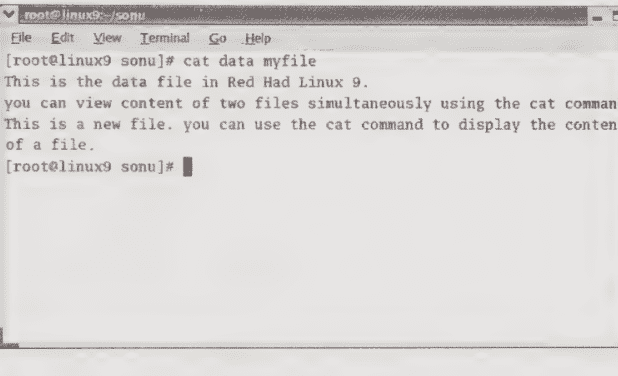 root@linux9:~/sonu
File Edit View Terminal Go Help
[root@linux9 sonu]# cat data myfile
This is the data file in Red Had Linux 9.
you can view content of two files simultaneously using the cat comman
This is a new file. you can use the cat command to display the conten
of a file.
[root@linux9 sonu]#